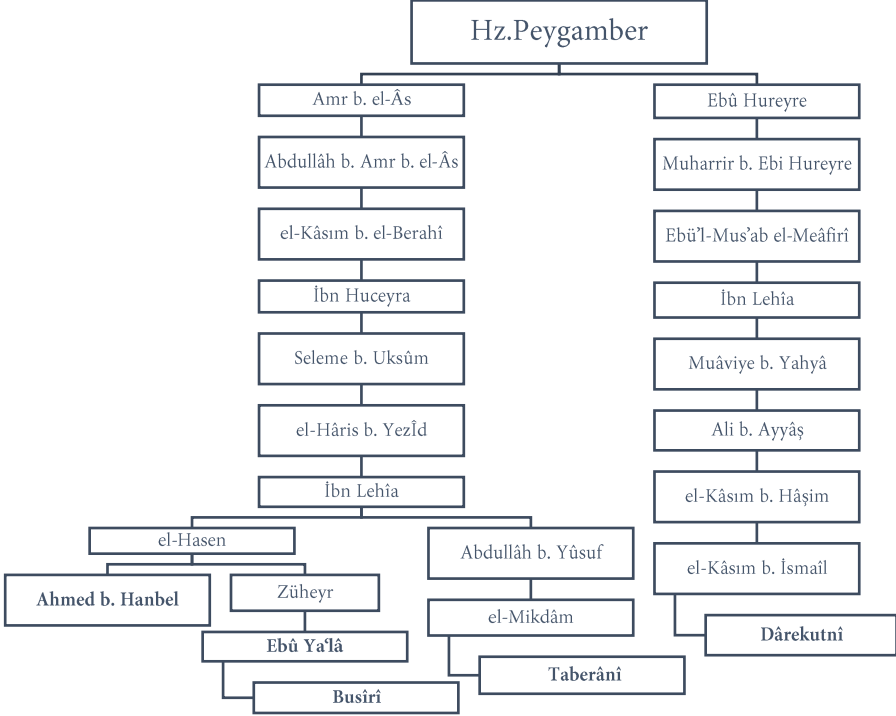 Hz.Peygamber
Amr b. el-Âs
Abdullâh b. Amr b. el-Âs
el-Kâsım b. el-Berahî
İbn Huceyra
Seleme b. Uksûm
el-Hâris b. YezÎd
İbn Lehîa
el-Hasen
Ahmed b. Hanbel
Züheyr
Ebû Ya‘lâ
Busîrî
Abdullâh b. Yûsuf
el-Mikdâm
Taberânî
Ebû Hureyre
Muharrir b. Ebi Hureyre
Ebü’l-Mus’ab el-Meâfirî
İbn Lehîa
Muâviye b. Yahyâ
Ali b. Ayyâş
el-Kâsım b. Hâşim
el-Kâsım b. İsmaîl
Dârekutnî